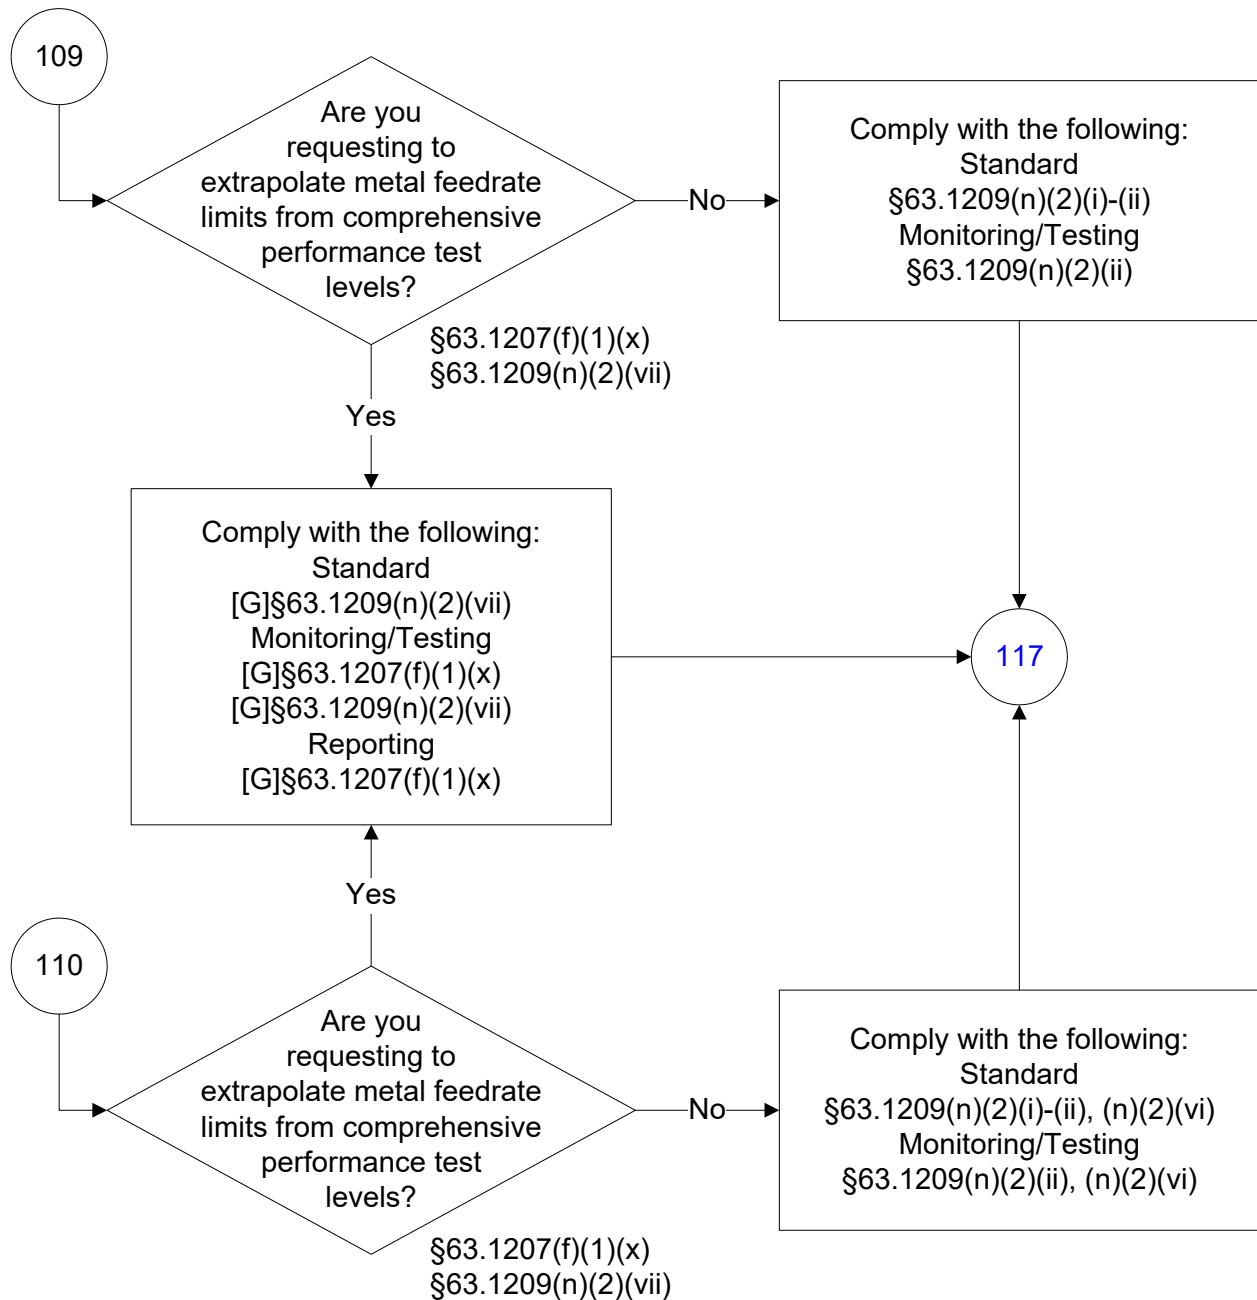 109
Are you
requesting to
extrapolate metal feedrate
limits from comprehensive
performance test
levels?
§63.1207(f)(1)(x)
§63.1209(n)(2)(vii)
No
Comply with the following:
Standard
§63.1209(n)(2)(i)-(ii)
Monitoring/Testing
§63.1209(n)(2)(ii)
Yes
Comply with the following:
Standard
[G]§63.1209(n)(2)(vii)
Monitoring/Testing
[G]§63.1207(f)(1)(x)
[G]§63.1209(n)(2)(vii)
Reporting
[G]§63.1207(f)(1)(x)
117
Yes
110
Are you
requesting to
extrapolate metal feedrate
limits from comprehensive
performance test
levels?
§63.1207(f)(1)(x)
§63.1209(n)(2)(vii)
No
Comply with the following:
Standard
§63.1209(n)(2)(i)-(ii), (n)(2)(vi)
Monitoring/Testing
§63.1209(n)(2)(ii), (n)(2)(vi)